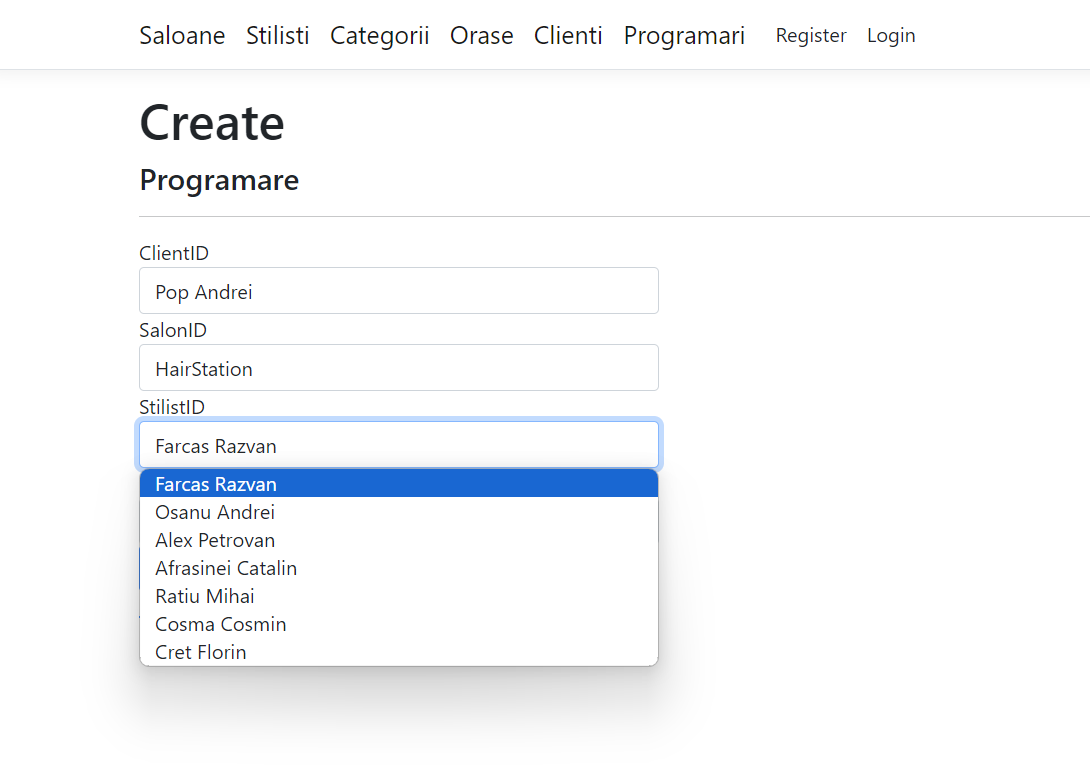 Saloane Stilisti Categorii Orase Clienti Programari Register Login
Create
Programare
ClientID
Pop Andrei
SalonID
HairStation
StilistID
Farcas Razvan
Farcas Razvan
Osanu Andrei
Alex Petrovan
Afrasinei Catalin
Ratiu Mihai
Cosma Cosmin
Cret Florin